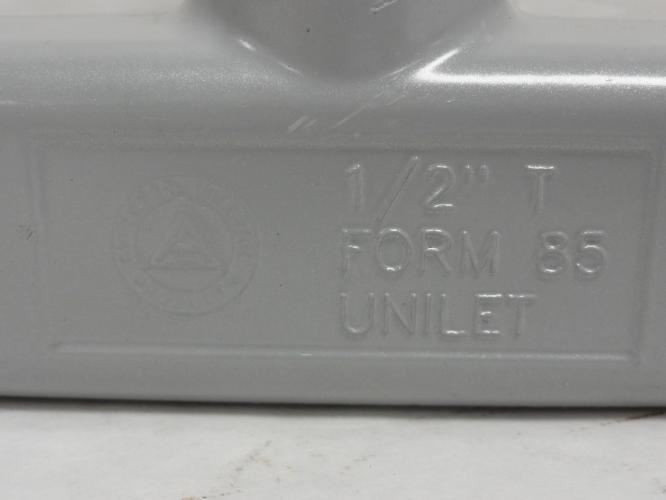 1/2" T
FORM 85
UNILET